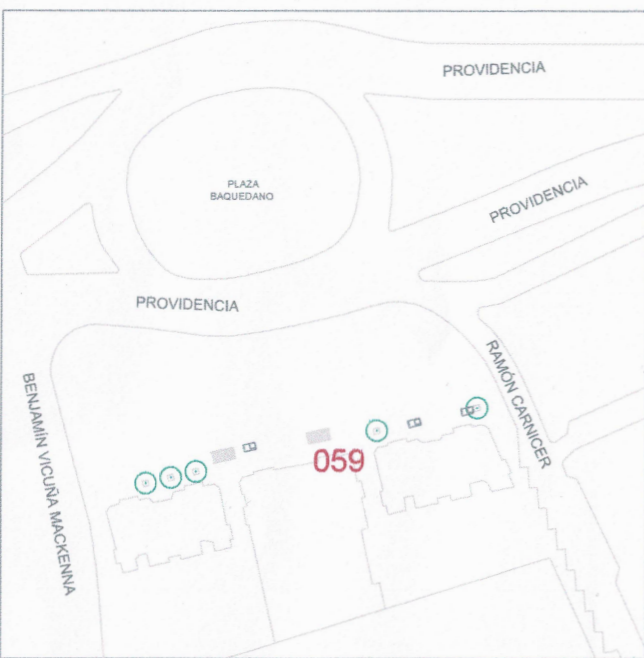 PROVIDENCIA
PLAZA
BAQUEDANO
PROVIDENCIA
PROVIDENCIA
RAMÓN CARNICER
BENJAMÍN VICUÑA MACKENNA
059